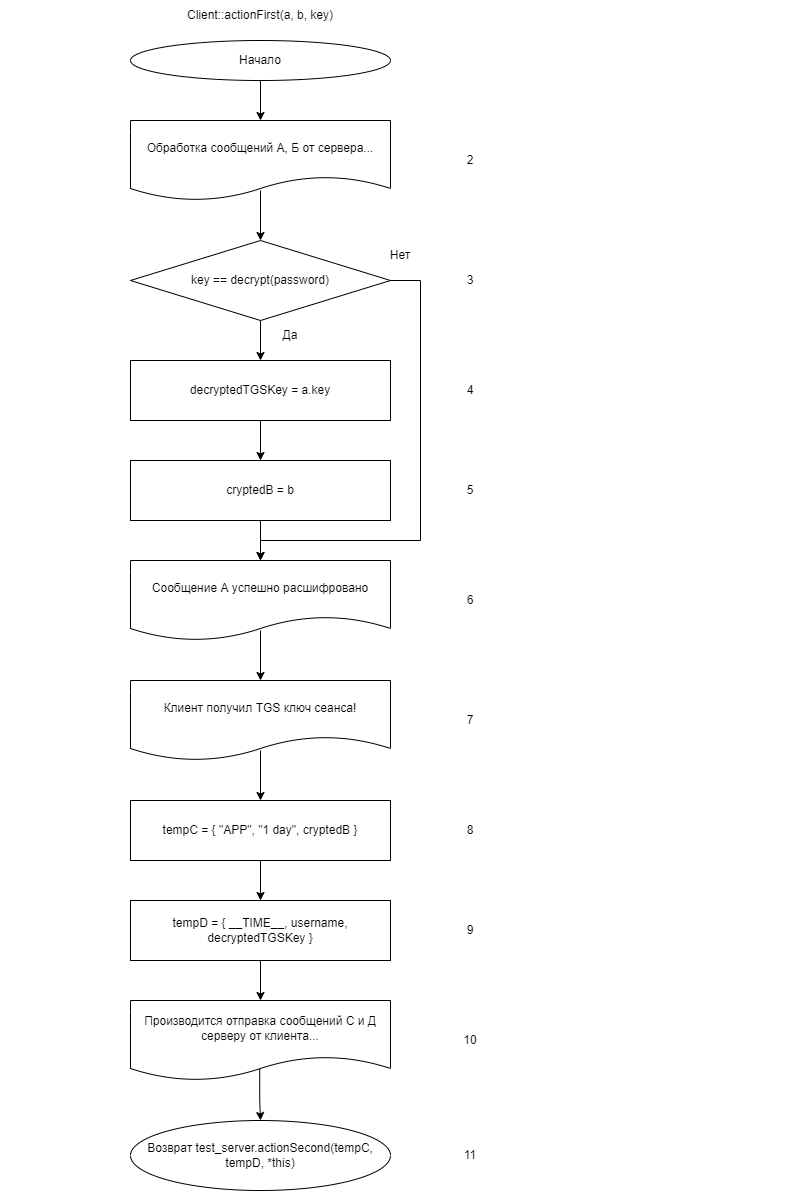 Client::actionFirst(a, b, key)
Начало
Обработка сообщений А, Б от сервера...
2
Нет
key == decrypt(password)
3
Да
decryptedTGSKey = a.key
4
cryptedB = b
5
Сообщение А успешно расшифровано
6
Клиент получил TGS ключ сеанса!
7
tempC = { "APP", "1 day", cryptedB }
8
tempD = { __TIME__, username,
decryptedTGSKey }
9
Производится отправка сообщений С и Д
серверу от клиента...
10
Возврат test_server.actionSecond(tempC,
tempD, *this)
11